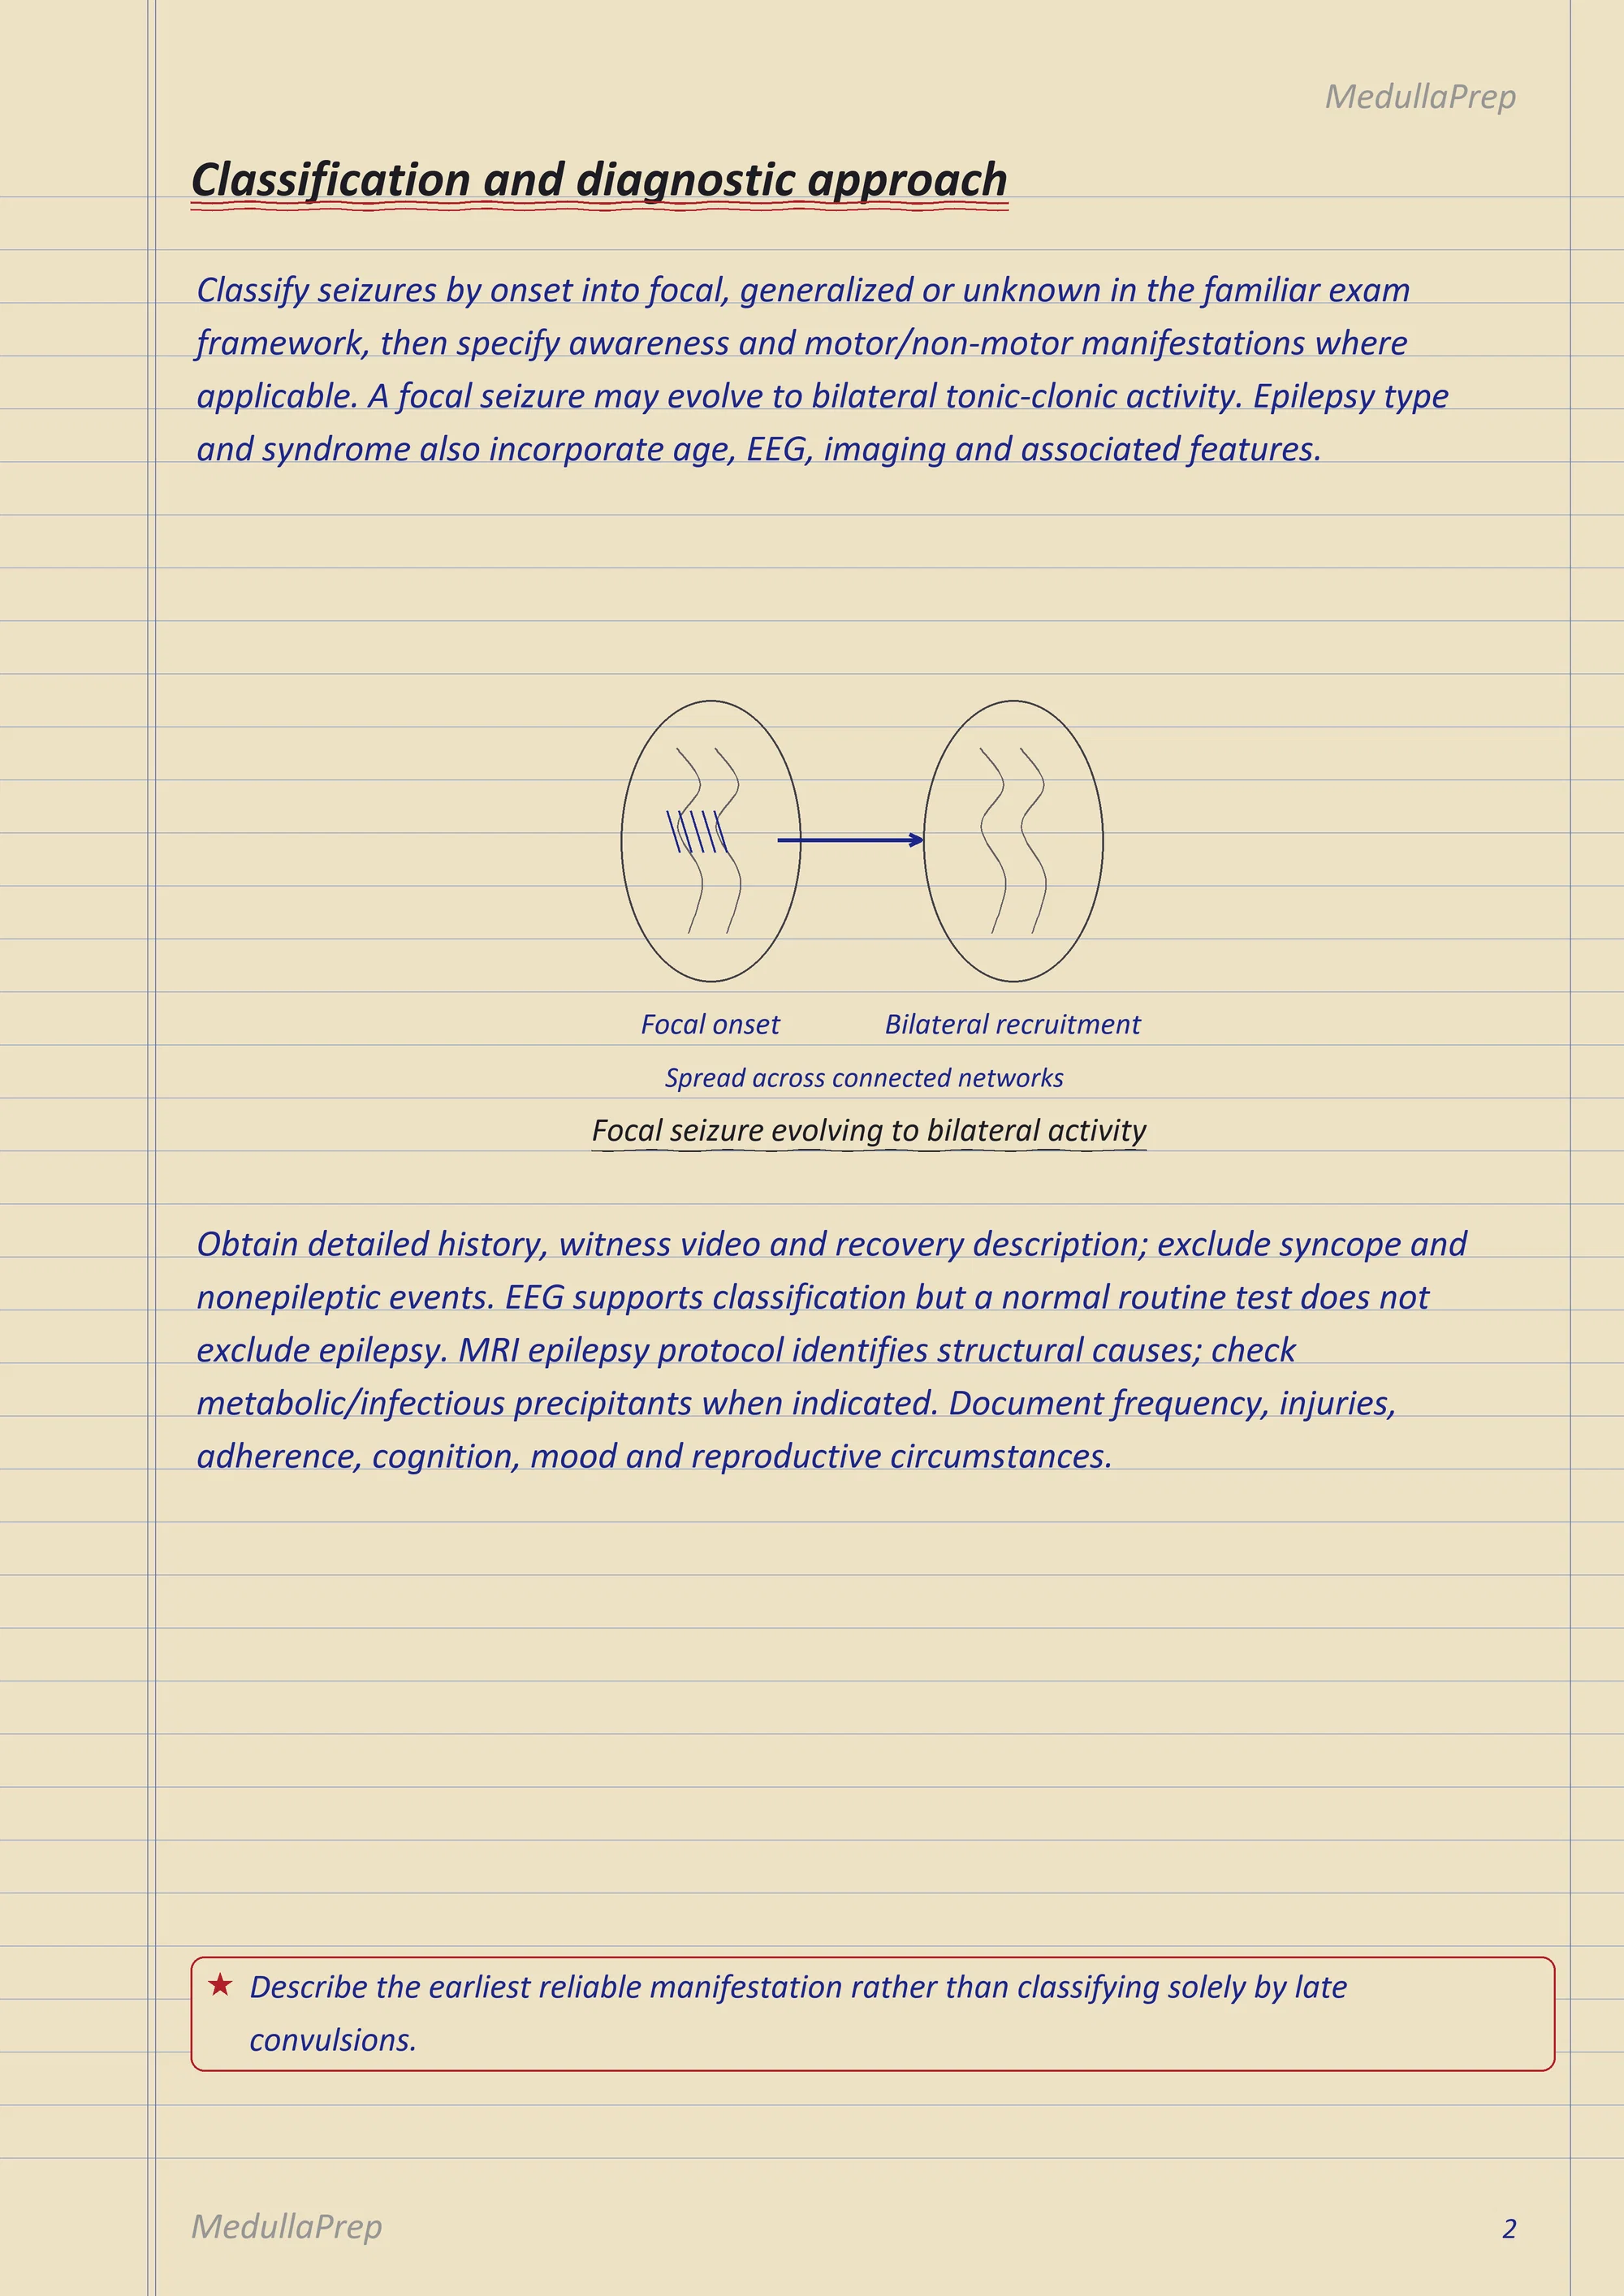 MedullaPrep
Classification and diagnostic approach
Classify seizures by onset into focal, generalized or unknown in the familiar exam
framework, then specify awareness and motor/non-motor manifestations where
applicable. A focal seizure may evolve to bilateral tonic-clonic activity. Epilepsy type
and syndrome also incorporate age, EEG, imaging and associated features.
Focal onset Bilateral recruitment
Spread across connected networks
Focal seizure evolving to bilateral activity
Obtain detailed history, witness video and recovery description; exclude syncope and
nonepileptic events. EEG supports classification but a normal routine test does not
exclude epilepsy. MRI epilepsy protocol identifies structural causes; check
metabolic/infectious precipitants when indicated. Document frequency, injuries,
adherence, cognition, mood and reproductive circumstances.
★ Describe the earliest reliable manifestation rather than classifying solely by late
convulsions.
MedullaPrep 2